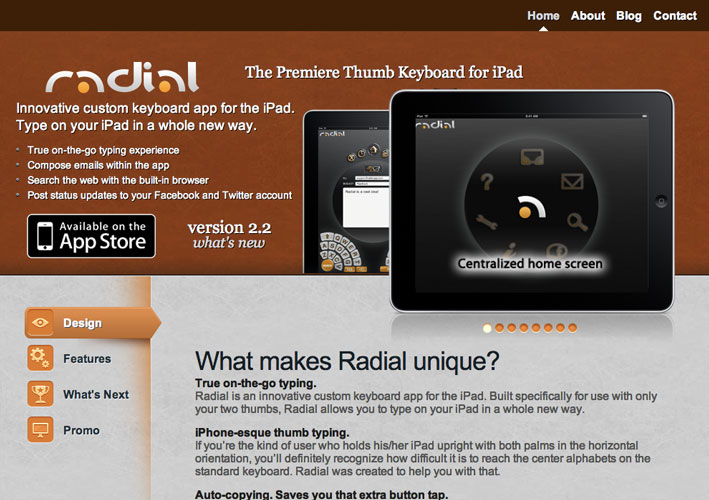 Home About Blog Contact
radial
The Premiere Thumb Keyboard for iPad
Innovative custom keyboard app for the iPad.
Type on your iPad in a whole new way.
True on-the-go typing experience
Compose emails within the app
Search the web with the built-in browser
Post status updates to your Facebook and Twitter account
Available on the
App Store
version 2.2
what's new
radial
Centralized home screen
Design
Features
What's Next
Promo
What makes Radial unique?
True on-the-go typing.
Radial is an innovative custom keyboard app for the iPad. Built specifically for use with only
your two thumbs, Radial allows you to type on your iPad in a whole new way.
iPhone-esque thumb typing.
If you're the kind of user who holds his/her iPad upright with both palms in the horizontal
orientation, you'll definitely recognize how difficult it is to reach the center alphabets on the
standard keyboard. Radial was created to help you with that.
Auto-copying. Saves you that extra button tap.